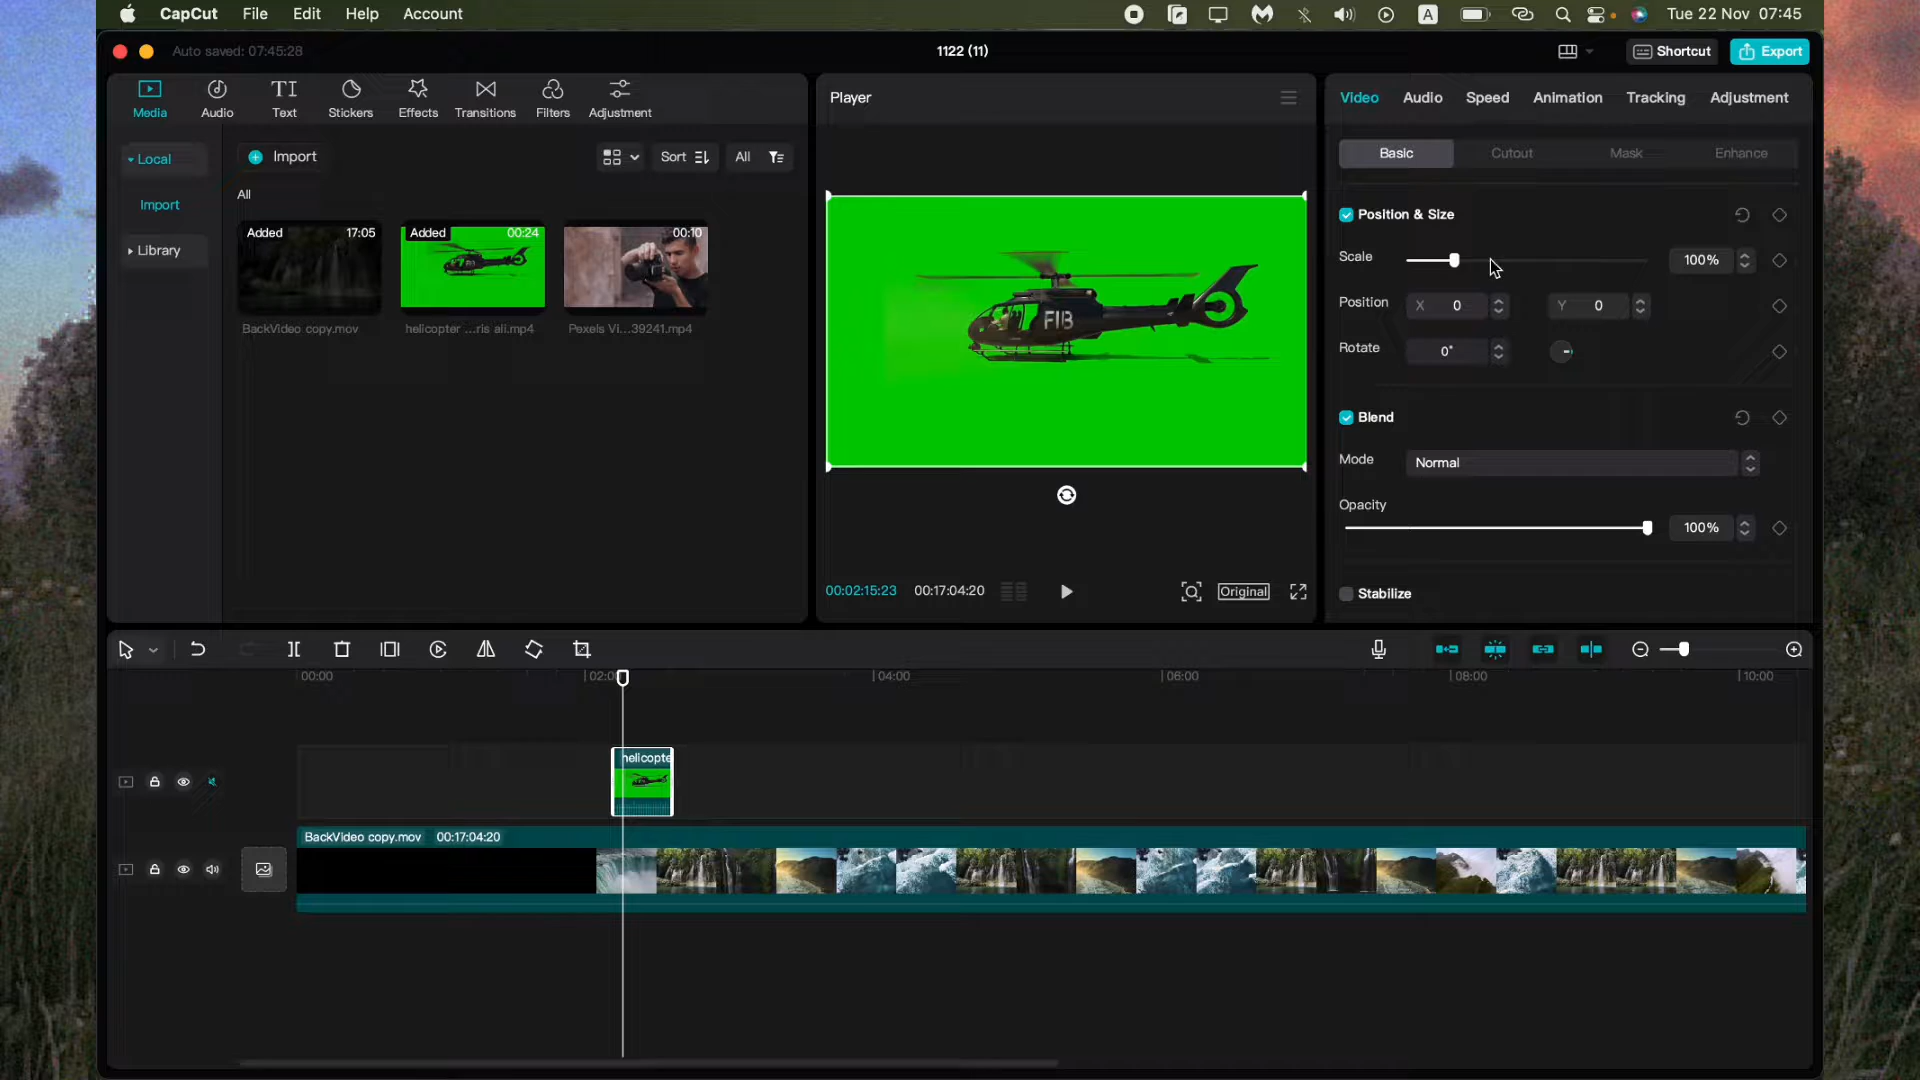 CapCut File Edit Help Account A Tue 22 Nov 07:45
Auto saved: 07:45:28 1122 (11) Shortcut Export
Media Audio Text Stickers Effects Transitions Filters Adjustment
Local
Import
Library
Import Sort All
All
Added 17:05
BackVideo copy.mov
Added 00:24
helicopter ...ris ali.mp4
00:10
Pexels Vi...39241.mp4
Player
FIB
00:02:15:23 00:17:04:20 Original
Video Audio Speed Animation Tracking Adjustment
Basic Cutout Mask Enhance
Position & Size
Scale 100%
Position X 0 Y 0
Rotate 0°
Blend
Mode Normal
Opacity
100%
Stabilize
00:00 02:00 04:00 06:00 08:00 10:00
helicopte
BackVideo copy.mov 00:17:04:20